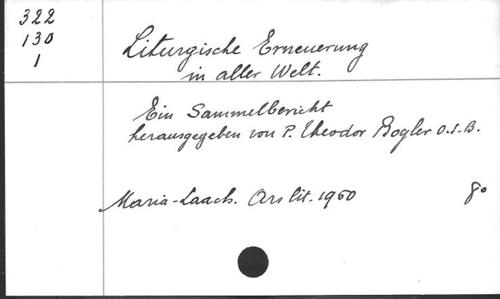 322
130
1
Liturgische Erneuerung
in aller Welt.
Ein Sammelbericht
herausgegeben von P. Theodor Bogler O.S.B.
Maria-Laach. Ars lit. 1950 8°